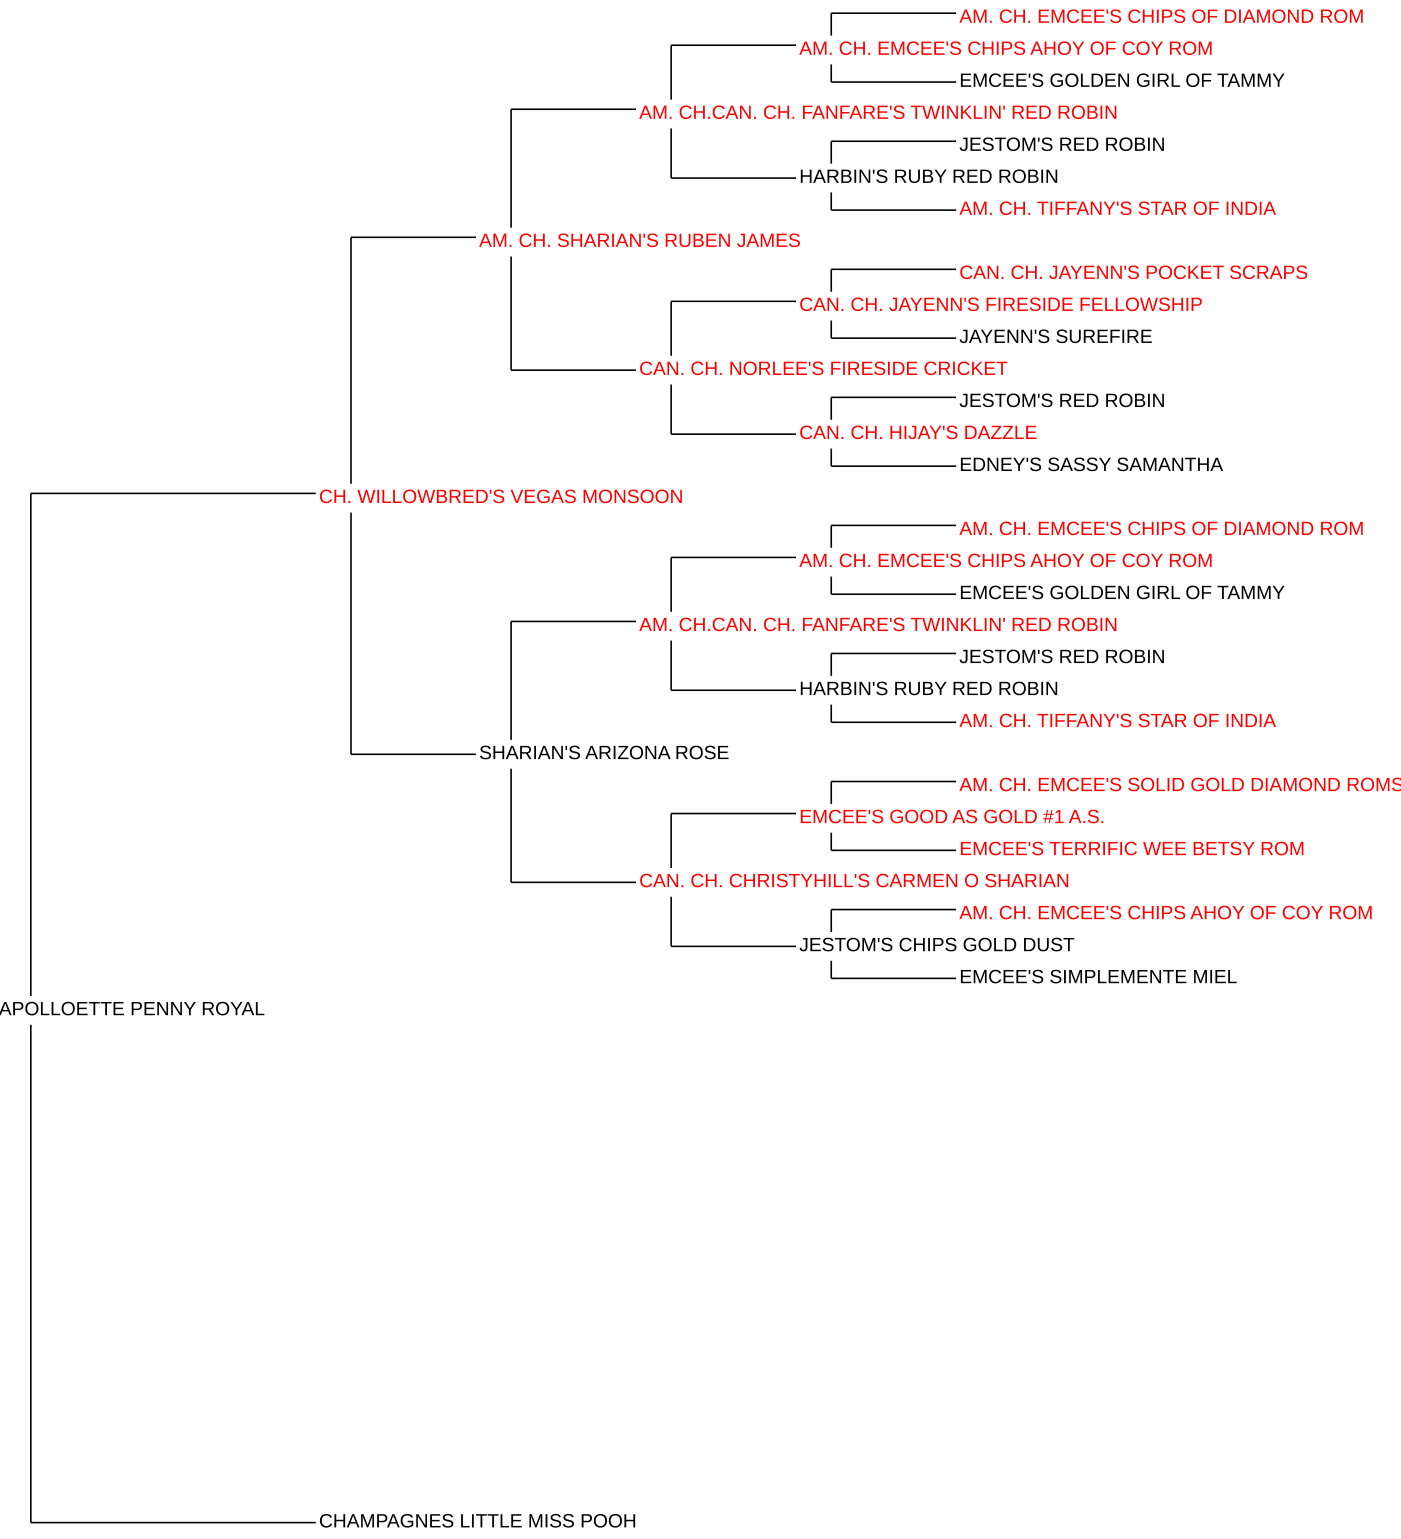 AM. CH. EMCEE'S CHIPS OF DIAMOND ROM
AM. CH. EMCEE'S CHIPS AHOY OF COY ROM
EMCEE'S GOLDEN GIRL OF TAMMY
AM. CH.CAN. CH. FANFARE'S TWINKLIN' RED ROBIN
JESTOM'S RED ROBIN
HARBIN'S RUBY RED ROBIN
AM. CH. TIFFANY'S STAR OF INDIA
AM. CH. SHARIAN'S RUBEN JAMES
CAN. CH. JAYENN'S POCKET SCRAPS
CAN. CH. JAYENN'S FIRESIDE FELLOWSHIP
JAYENN'S SUREFIRE
CAN. CH. NORLEE'S FIRESIDE CRICKET
JESTOM'S RED ROBIN
CAN. CH. HIJAY'S DAZZLE
EDNEY'S SASSY SAMANTHA
CH. WILLOWBRED'S VEGAS MONSOON
AM. CH. EMCEE'S CHIPS OF DIAMOND ROM
AM. CH. EMCEE'S CHIPS AHOY OF COY ROM
EMCEE'S GOLDEN GIRL OF TAMMY
AM. CH.CAN. CH. FANFARE'S TWINKLIN' RED ROBIN
JESTOM'S RED ROBIN
HARBIN'S RUBY RED ROBIN
AM. CH. TIFFANY'S STAR OF INDIA
SHARIAN'S ARIZONA ROSE
AM. CH. EMCEE'S SOLID GOLD DIAMOND ROMS
EMCEE'S GOOD AS GOLD #1 A.S.
EMCEE'S TERRIFIC WEE BETSY ROM
CAN. CH. CHRISTYHILL'S CARMEN O SHARIAN
AM. CH. EMCEE'S CHIPS AHOY OF COY ROM
JESTOM'S CHIPS GOLD DUST
EMCEE'S SIMPLEMENTE MIEL
APOLLOETTE PENNY ROYAL
CHAMPAGNES LITTLE MISS POOH